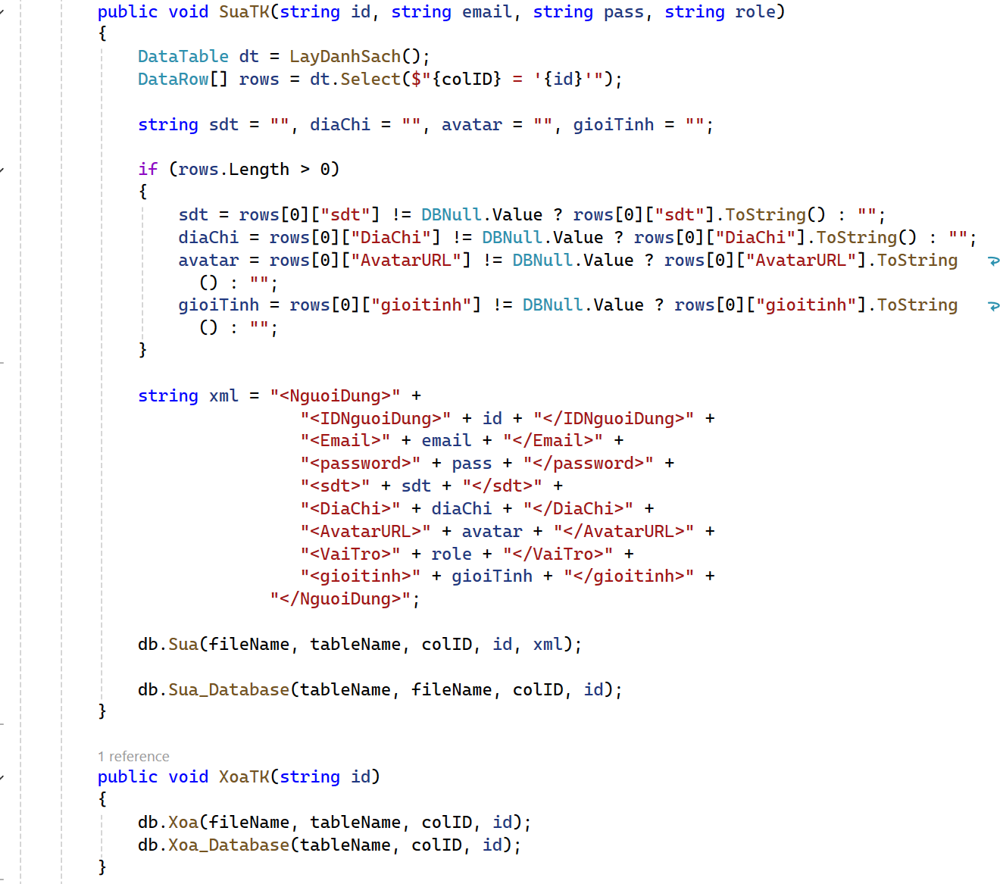 public void SuaTK(string id, string email, string pass, string role)
{
DataTable dt = LayDanhSach();
DataRow[] rows = dt.Select($"{colID} = '{id}'");
string sdt = "", diaChi = "", avatar = "", gioiTinh = "";
if (rows.Length > 0)
{
sdt = rows[0]["sdt"] != DBNull.Value ? rows[0]["sdt"].ToString() : "";
diaChi = rows[0]["DiaChi"] != DBNull.Value ? rows[0]["DiaChi"].ToString() : "";
avatar = rows[0]["AvatarURL"] != DBNull.Value ? rows[0]["AvatarURL"].ToString
() : "";
gioiTinh = rows[0]["gioitinh"] != DBNull.Value ? rows[0]["gioitinh"].ToString
() : "";
}
string xml = "<NguoiDung>" +
"<IDNguoiDung>" + id + "</IDNguoiDung>" +
"<Email>" + email + "</Email>" +
"<password>" + pass + "</password>" +
"<sdt>" + sdt + "</sdt>" +
"<DiaChi>" + diaChi + "</DiaChi>" +
"<AvatarURL>" + avatar + "</AvatarURL>" +
"<VaiTro>" + role + "</VaiTro>" +
"<gioitinh>" + gioiTinh + "</gioitinh>" +
"</NguoiDung>";
db.Sua(fileName, tableName, colID, id, xml);
db.Sua_Database(tableName, fileName, colID, id);
}
1 reference
public void XoaTK(string id)
{
db.Xoa(fileName, tableName, colID, id);
db.Xoa_Database(tableName, colID, id);
}